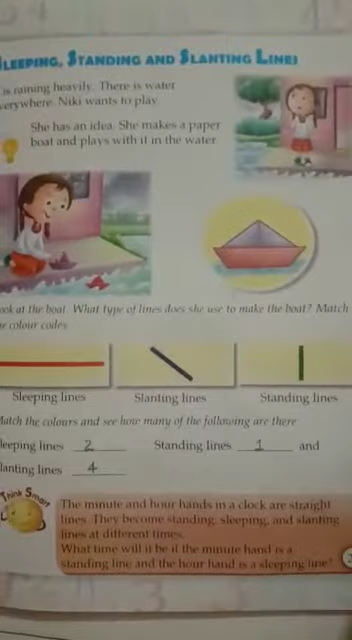 SLEEPING, STANDING AND SLANTING LINES
is raining heavily. There is water
verywhere. Niki wants to play.
She has an idea. She makes a paper
boat and plays with it in the water
ook at the boat. What type of lines does she use to make the boat? Match
e colour codes.
Sleeping lines Slanting lines Standing lines
Match the colours and see how many of the following are there
leeping lines 2 Standing lines 1 and
lanting lines 4
Think Smart
The minute and hour hands in a clock are straight
lines. They become standing, sleeping, and slanting
lines at different times.
What time will it be if the minute hand is a
standing line and the hour hand is a sleeping line?